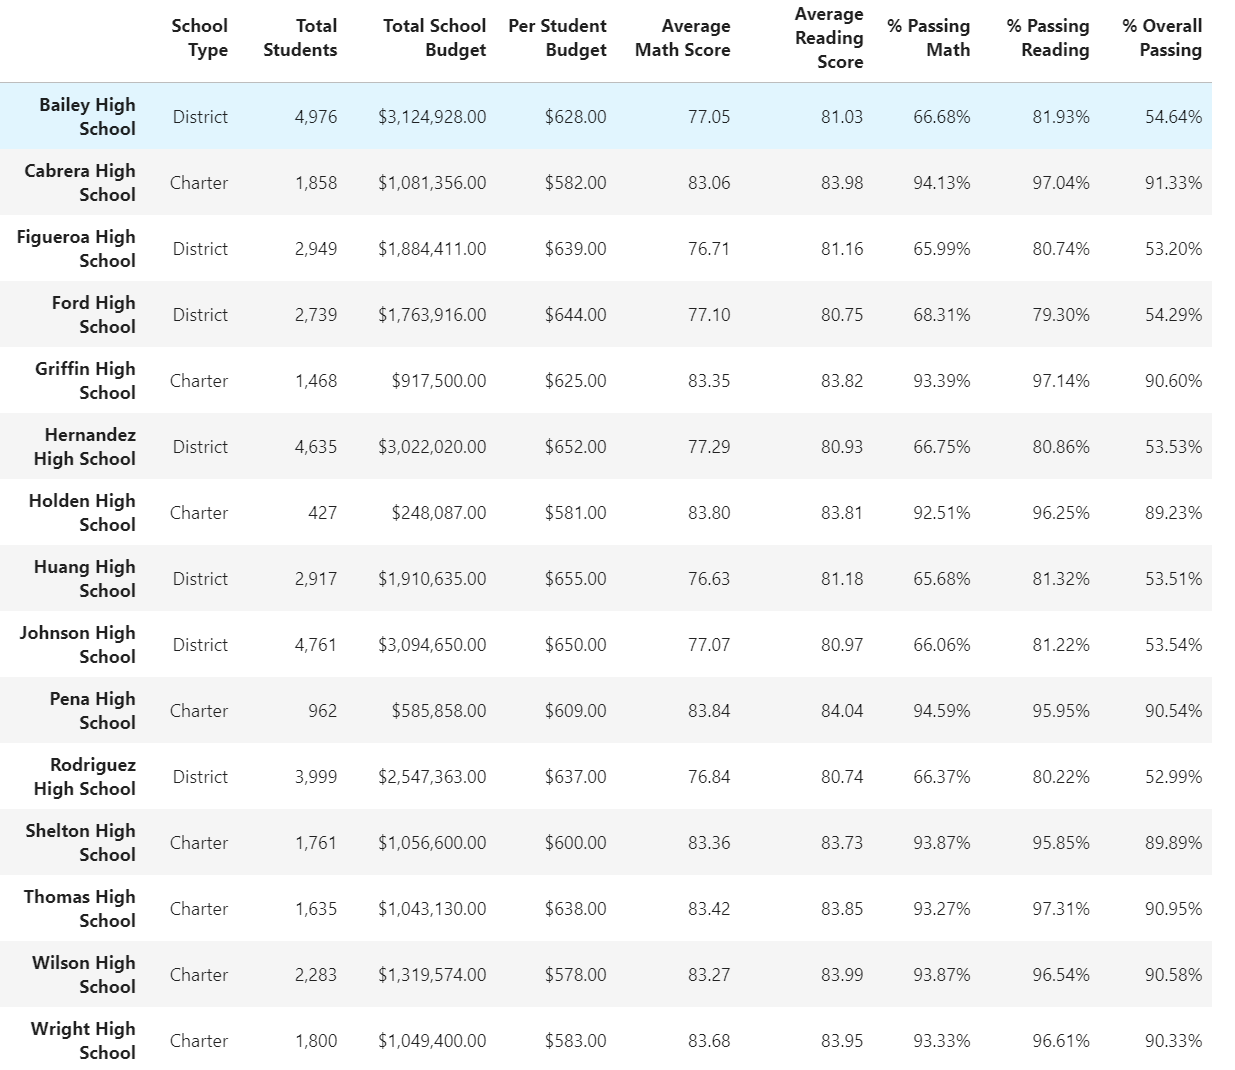 School Type Total Students Total School Budget Per Student Budget Average Math Score Average Reading Score % Passing Math % Passing Reading % Overall Passing
Bailey High School District 4,976 $3,124,928.00 $628.00 77.05 81.03 66.68% 81.93% 54.64%
Cabrera High School Charter 1,858 $1,081,356.00 $582.00 83.06 83.98 94.13% 97.04% 91.33%
Figueroa High School District 2,949 $1,884,411.00 $639.00 76.71 81.16 65.99% 80.74% 53.20%
Ford High School District 2,739 $1,763,916.00 $644.00 77.10 80.75 68.31% 79.30% 54.29%
Griffin High School Charter 1,468 $917,500.00 $625.00 83.35 83.82 93.39% 97.14% 90.60%
Hernandez High School District 4,635 $3,022,020.00 $652.00 77.29 80.93 66.75% 80.86% 53.53%
Holden High School Charter 427 $248,087.00 $581.00 83.80 83.81 92.51% 96.25% 89.23%
Huang High School District 2,917 $1,910,635.00 $655.00 76.63 81.18 65.68% 81.32% 53.51%
Johnson High School District 4,761 $3,094,650.00 $650.00 77.07 80.97 66.06% 81.22% 53.54%
Pena High School Charter 962 $585,858.00 $609.00 83.84 84.04 94.59% 95.95% 90.54%
Rodriguez High School District 3,999 $2,547,363.00 $637.00 76.84 80.74 66.37% 80.22% 52.99%
Shelton High School Charter 1,761 $1,056,600.00 $600.00 83.36 83.73 93.87% 95.85% 89.89%
Thomas High School Charter 1,635 $1,043,130.00 $638.00 83.42 83.85 93.27% 97.31% 90.95%
Wilson High School Charter 2,283 $1,319,574.00 $578.00 83.27 83.99 93.87% 96.54% 90.58%
Wright High School Charter 1,800 $1,049,400.00 $583.00 83.68 83.95 93.33% 96.61% 90.33%